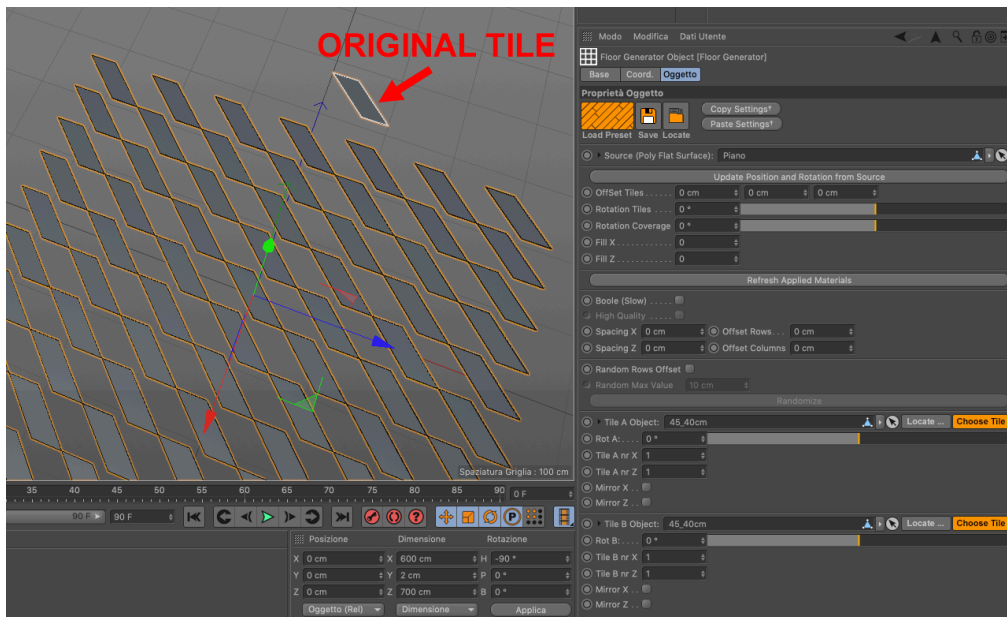 ORIGINAL TILE
Spaziatura Griglia : 100 cm
35 40 45 50 55 60 65 70 75 80 85 90 0 F
90 F 90 F
Posizione Dimensione Rotazione
X 0 cm X 600 cm H -90 °
Y 0 cm Y 2 cm P 0 °
Z 0 cm Z 700 cm B 0 °
Oggetto (Rel) Dimensione Applica
Modo Modifica Dati Utente
Floor Generator Object [Floor Generator]
Base Coord. Oggetto
Proprietà Oggetto
Copy Settings†
Paste Settings†
Load Preset Save Locate
Source (Poly Flat Surface): Piano
Update Position and Rotation from Source
OffSet Tiles . . . . . . 0 cm 0 cm 0 cm
Rotation Tiles . . . . 0 °
Rotation Coverage 0 °
Fill X . . . . . . . . . . . 0
Fill Z . . . . . . . . . . . 0
Refresh Applied Materials
Boole (Slow) . . . . .
High Quality . . . . .
Spacing X 0 cm Offset Rows. . . 0 cm
Spacing Z 0 cm Offset Columns 0 cm
Random Rows Offset
Random Max Value 10 cm
Randomize
Tile A Object: 45_40cm Locate ... Choose Tile
Rot A: . . . . 0 °
Tile A nr X 1
Tile A nr Z 1
Mirror X . .
Mirror Z . .
Tile B Object: 45_40cm Locate ... Choose Tile
Rot B: . . . . 0 °
Tile B nr X 1
Tile B nr Z 1
Mirror X . .
Mirror Z . .